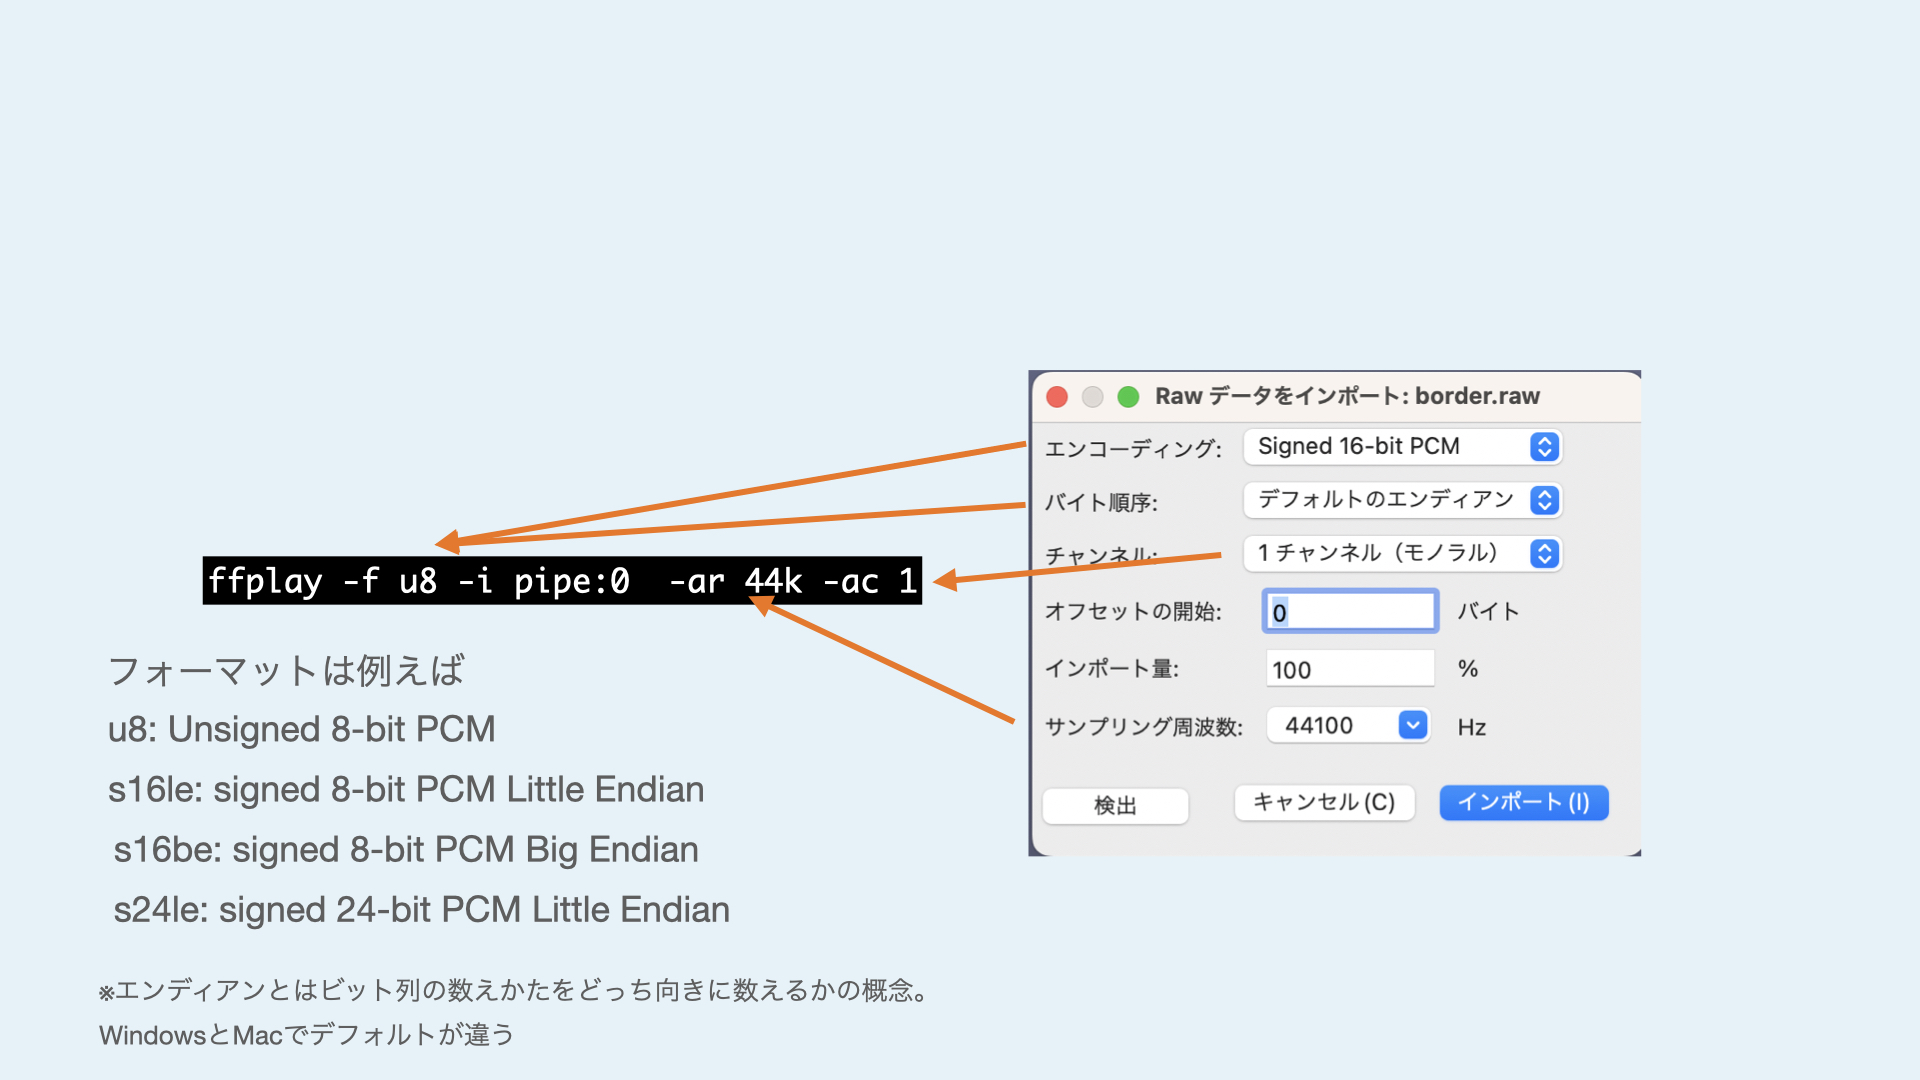 ffplay -f u8 -i pipe:0  -ar 44k -ac 1
フォーマットは例えば
u8: Unsigned 8-bit PCM
s16le: signed 8-bit PCM Little Endian
s16be: signed 8-bit PCM Big Endian
s24le: signed 24-bit PCM Little Endian
※エンディアンとはビット列の数えかたをどっち向きに数えるかの概念。
WindowsとMacでデフォルトが違う
Raw データをインポート: border.raw
エンコーディング: Signed 16-bit PCM
バイト順序: デフォルトのエンディアン
チャンネル: 1 チャンネル（モノラル）
オフセットの開始: 0 バイト
インポート量: 100 %
サンプリング周波数: 44100 Hz
検出 キャンセル(C) インポート(I)